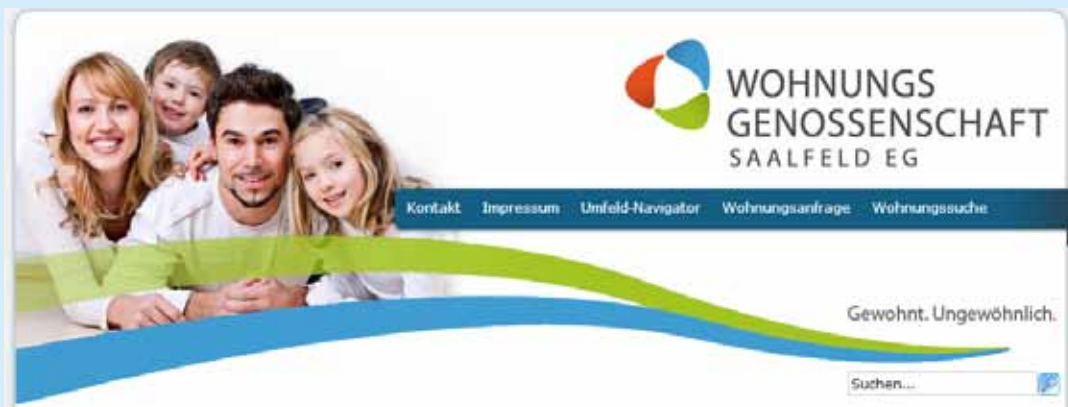 WOHNUNGS
GENOSSENSCHAFT
SAALFELD EG
Kontakt Impressum Umfeld-Navigator Wohnungsanfrage Wohnungssuche
Gewohnt. Ungewöhnlich.
Suchen...